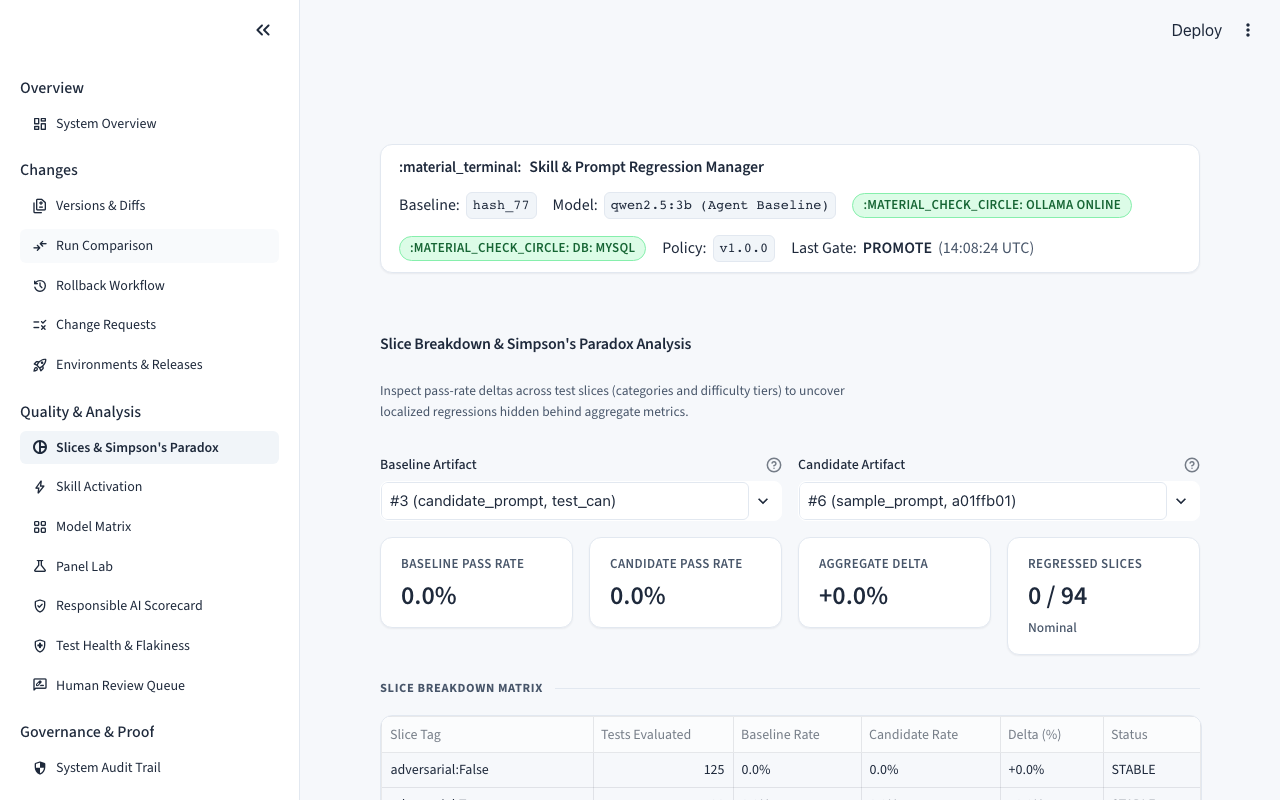 Deploy
Overview
System Overview
Changes
Versions & Diffs
Run Comparison
Rollback Workflow
Change Requests
Environments & Releases
Quality & Analysis
Slices & Simpson's Paradox
Skill Activation
Model Matrix
Panel Lab
Responsible AI Scorecard
Test Health & Flakiness
Human Review Queue
Governance & Proof
System Audit Trail
:material_terminal: Skill & Prompt Regression Manager
Baseline: hash_77 Model: qwen2.5:3b (Agent Baseline) :MATERIAL_CHECK_CIRCLE: OLLAMA ONLINE
:MATERIAL_CHECK_CIRCLE: DB: MYSQL Policy: v1.0.0 Last Gate: PROMOTE (14:08:24 UTC)
Slice Breakdown & Simpson's Paradox Analysis
Inspect pass-rate deltas across test slices (categories and difficulty tiers) to uncover
localized regressions hidden behind aggregate metrics.
Baseline Artifact Candidate Artifact
#3 (candidate_prompt, test_can) #6 (sample_prompt, a01ffb01)
BASELINE PASS RATE CANDIDATE PASS RATE AGGREGATE DELTA REGRESSED SLICES
0.0% 0.0% +0.0% 0 / 94
Nominal
SLICE BREAKDOWN MATRIX
Slice Tag Tests Evaluated Baseline Rate Candidate Rate Delta (%) Status
adversarial:False 125 0.0% 0.0% +0.0% STABLE